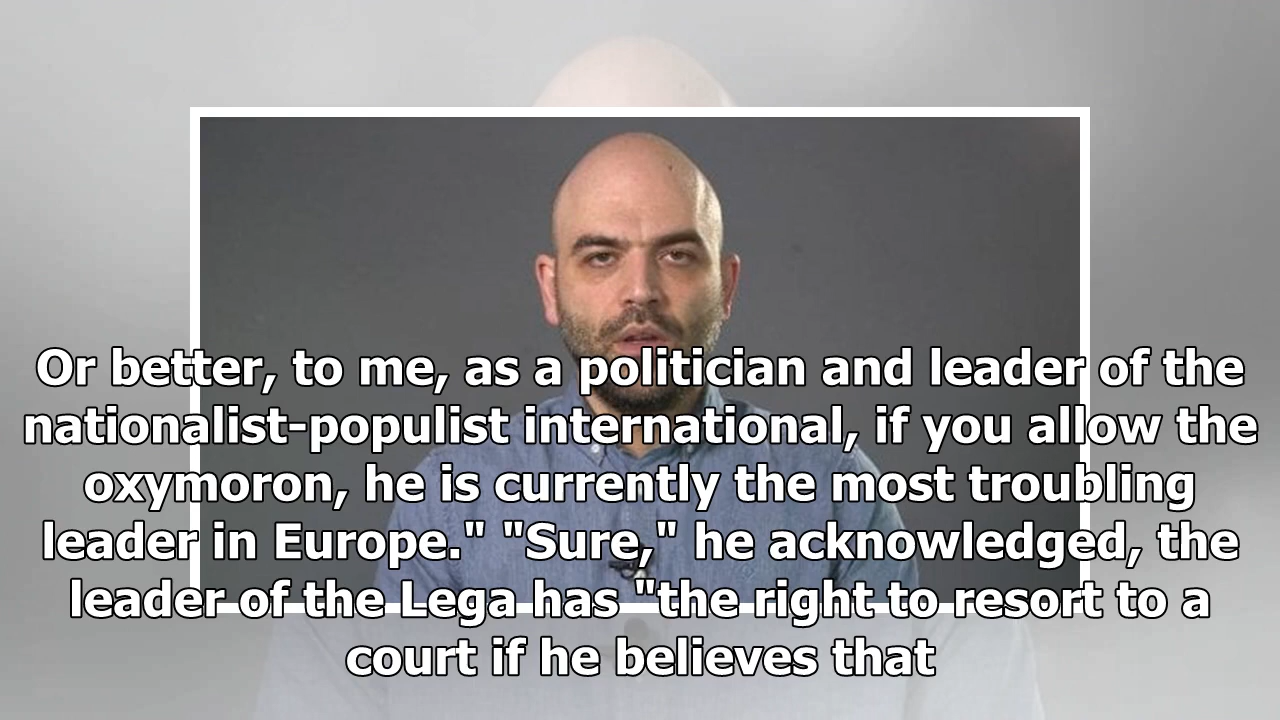 Or better, to me, as a politician and leader of the
nationalist-populist international, if you allow the
oxymoron, he is currently the most troubling
leader in Europe." "Sure," he acknowledged, the
leader of the Lega has "the right to resort to a
court if he believes that